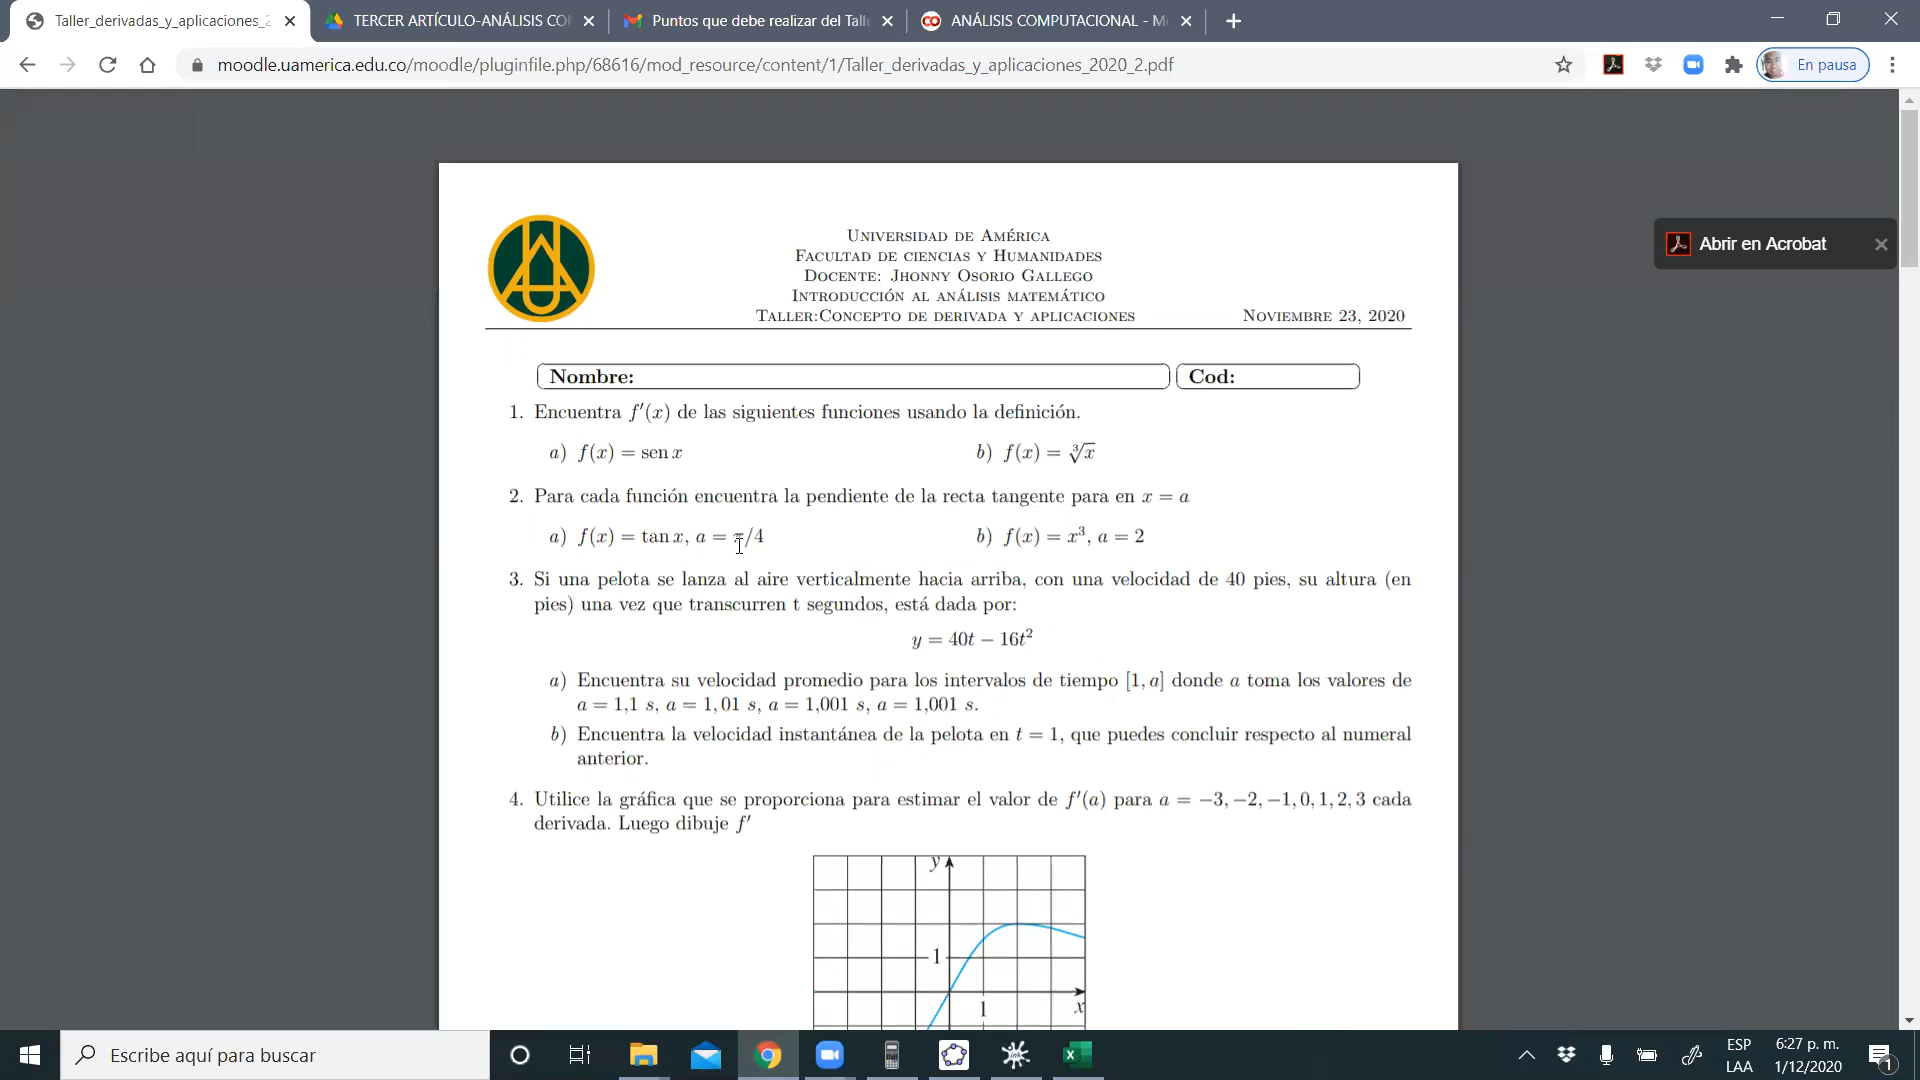 Taller_derivadas_y_aplicaciones_2
TERCER ARTÍCULO-ANÁLISIS CO
Puntos que debe realizar del Tall
ANÁLISIS COMPUTACIONAL - M
moodle.uamerica.edu.co/moodle/pluginfile.php/68616/mod_resource/content/1/Taller_derivadas_y_aplicaciones_2020_2.pdf
En pausa
Abrir en Acrobat
Universidad de América
Facultad de ciencias y Humanidades
Docente: Jhonny Osorio Gallego
Introducción al análisis matemático
Taller:Concepto de derivada y aplicaciones Noviembre 23, 2020
Nombre: Cod:
1. Encuentra f′(x) de las siguientes funciones usando la definición.
a) f(x) = sen x b) f(x) = ∛x
2. Para cada función encuentra la pendiente de la recta tangente para en x = a
a) f(x) = tan x, a = π/4 b) f(x) = x³, a = 2
3. Si una pelota se lanza al aire verticalmente hacia arriba, con una velocidad de 40 pies, su altura (en
pies) una vez que transcurren t segundos, está dada por:
y = 40t − 16t²
a) Encuentra su velocidad promedio para los intervalos de tiempo [1, a] donde a toma los valores de
a = 1,1 s, a = 1, 01 s, a = 1,001 s, a = 1,001 s.
b) Encuentra la velocidad instantánea de la pelota en t = 1, que puedes concluir respecto al numeral
anterior.
4. Utilice la gráfica que se proporciona para estimar el valor de f′(a) para a = −3, −2, −1, 0, 1, 2, 3 cada
derivada. Luego dibuje f′
y
1
1
x
Escribe aquí para buscar
ESP
LAA
6:27 p. m.
1/12/2020
1